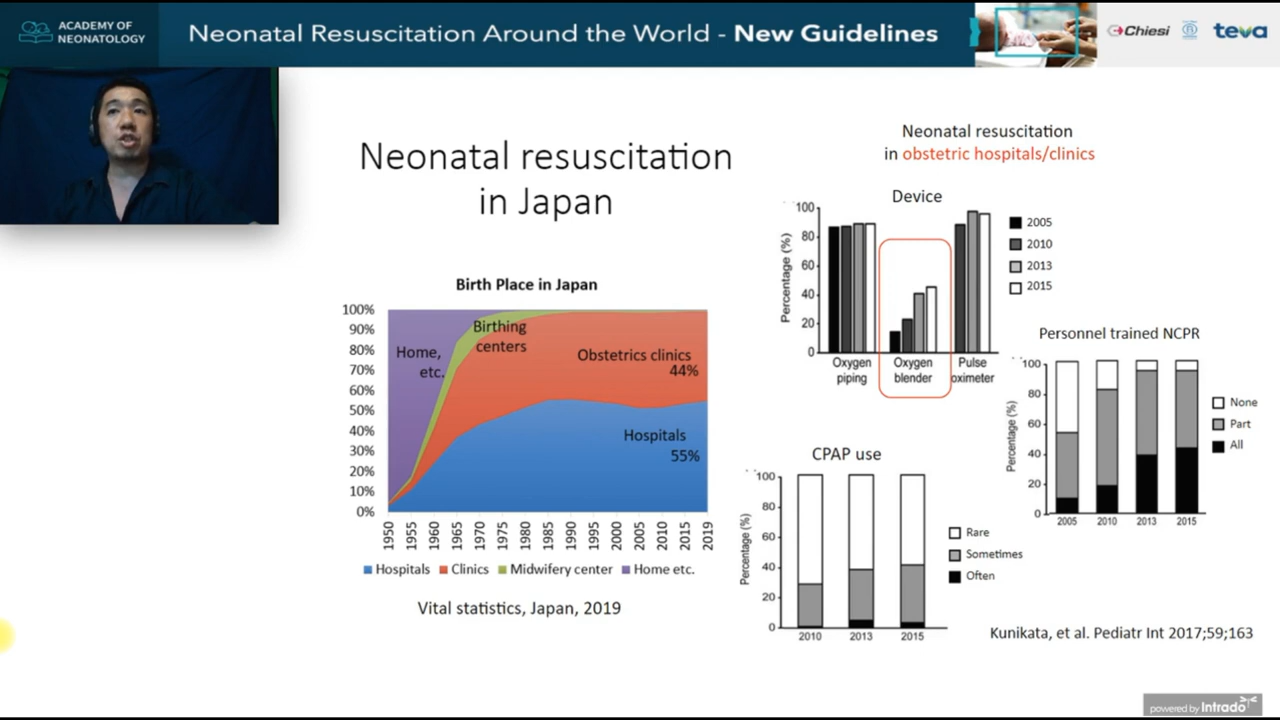 ACADEMY OF
NEONATOLOGY
Neonatal Resuscitation Around the World - New Guidelines
Chiesi
teva
Neonatal resuscitation
in Japan
Birth Place in Japan
100%
90%
80%
70%
60%
50%
40%
30%
20%
10%
0%
Home,
etc.
Birthing
centers
Obstetrics clinics
44%
Hospitals
55%
1950
1955
1960
1965
1970
1975
1980
1985
1990
1995
2000
2005
2010
2015
2019
Hospitals
Clinics
Midwifery center
Home etc.
Vital statistics, Japan, 2019
Neonatal resuscitation
in obstetric hospitals/clinics
Device
Percentage (%)
100
80
60
40
20
0
Oxygen
piping
Oxygen
blender
Pulse
oximeter
2005
2010
2013
2015
Personnel trained NCPR
Percentage (%)
100
80
60
40
20
0
2005
2010
2013
2015
None
Part
All
CPAP use
Percentage (%)
100
80
60
40
20
0
2010
2013
2015
Rare
Sometimes
Often
Kunikata, et al. Pediatr Int 2017;59;163
powered by Intrado